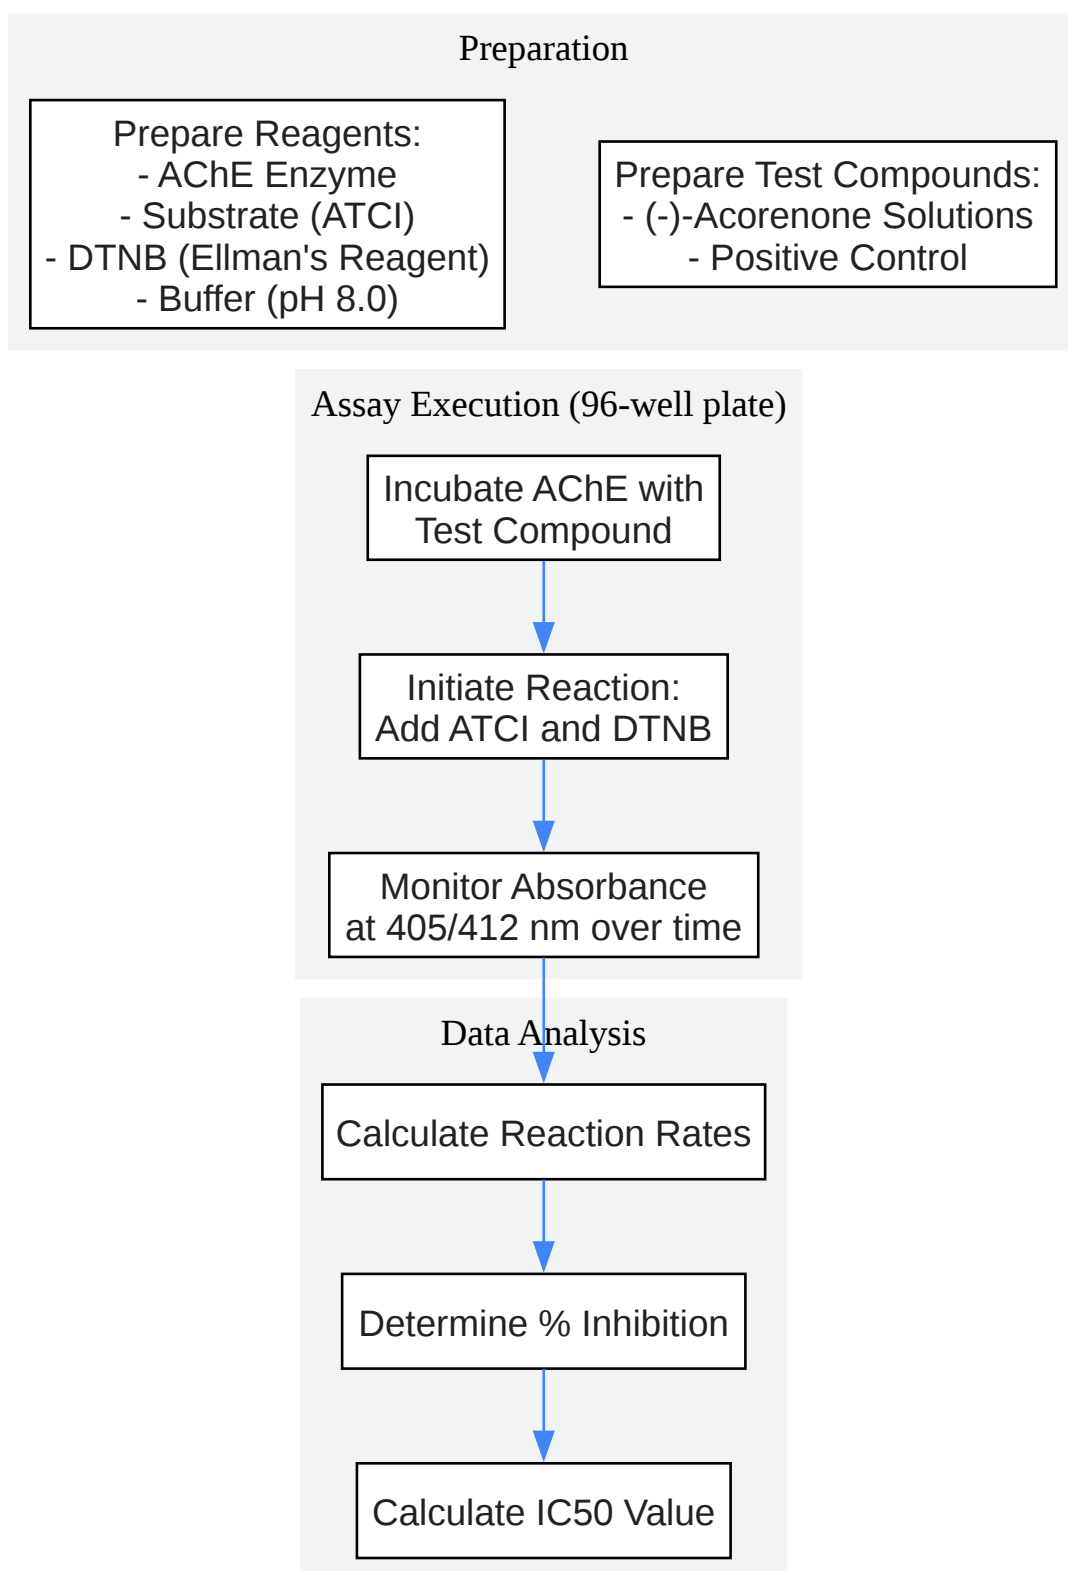 Preparation
Prepare Reagents:
- AChE Enzyme
- Substrate (ATCI)
- DTNB (Ellman's Reagent)
- Buffer (pH 8.0)
Prepare Test Compounds:
- (-)-Acorenone Solutions
- Positive Control
Assay Execution (96-well plate)
Incubate AChE with
Test Compound
Initiate Reaction:
Add ATCI and DTNB
Monitor Absorbance
at 405/412 nm over time
Data Analysis
Calculate Reaction Rates
Determine % Inhibition
Calculate IC50 Value